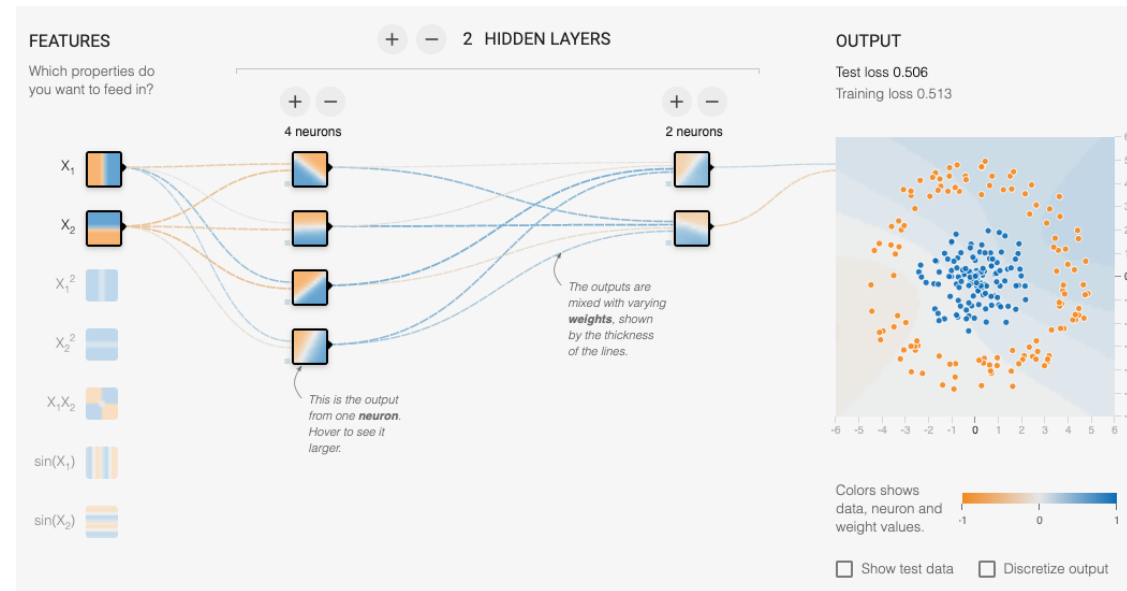 FEATURES
Which properties do
you want to feed in?
+ − 2 HIDDEN LAYERS
+ −
4 neurons
+ −
2 neurons
X₁
X₂
X₁²
X₂²
X₁X₂
sin(X₁)
sin(X₂)
This is the output
from one neuron.
Hover to see it
larger.
The outputs are
mixed with varying
weights, shown
by the thickness
of the lines.
OUTPUT
Test loss 0.506
Training loss 0.513
-6 -5 -4 -3 -2 -1 0 1 2 3 4 5 6
Colors shows
data, neuron and
weight values.
-1 0 1
Show test data
Discretize output